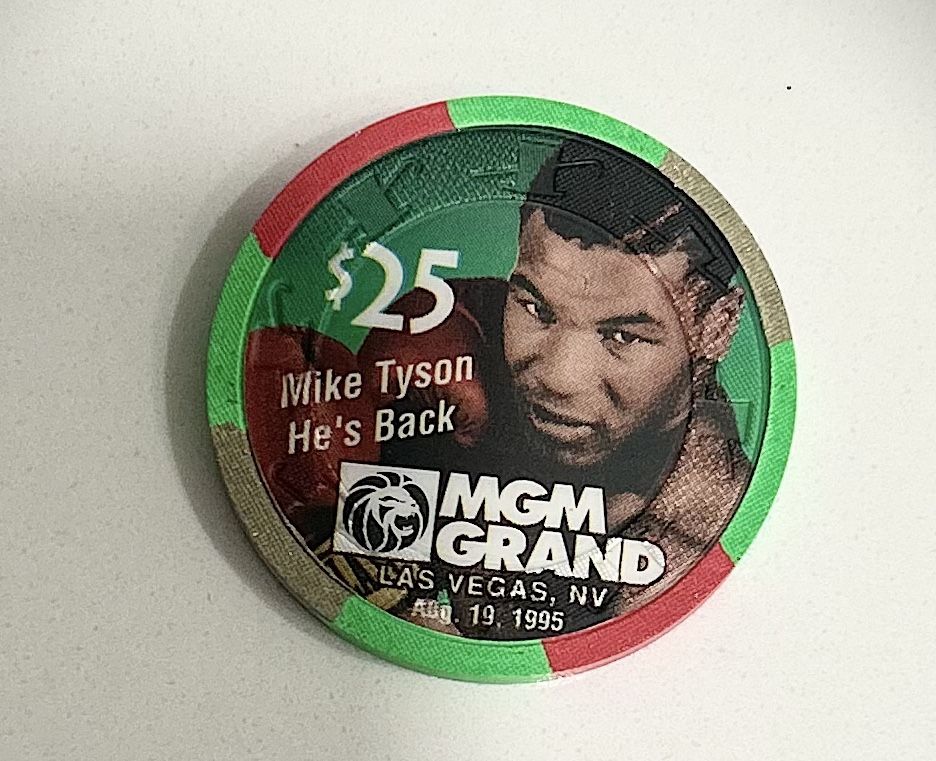 $25
Mike Tyson
He's Back
MGM
GRAND
LAS VEGAS, NV
Aug. 19, 1995